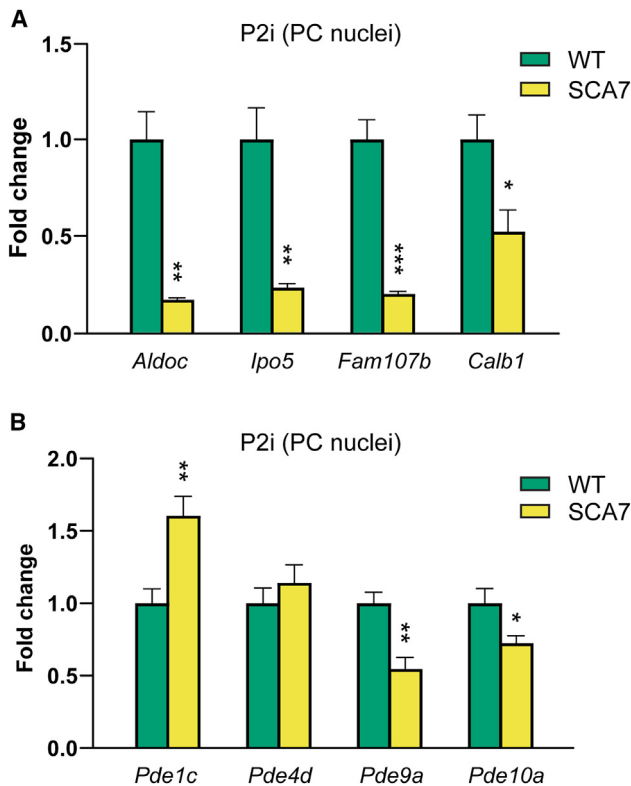 A
P2i (PC nuclei)
WT
SCA7
Fold change
1.5
1.0
0.5
0.0
**
**
***
*
Aldoc Ipo5 Fam107b Calb1
B
P2i (PC nuclei)
WT
SCA7
Fold change
2.0
1.5
1.0
0.5
0.0
**
**
*
Pde1c Pde4d Pde9a Pde10a